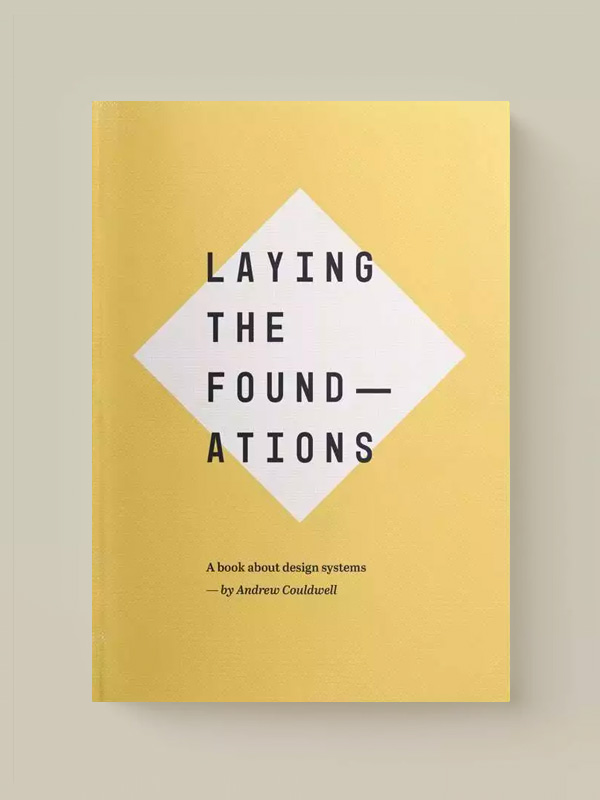 LAYING
THE
FOUND—
ATIONS
A book about design systems
— by Andrew Couldwell